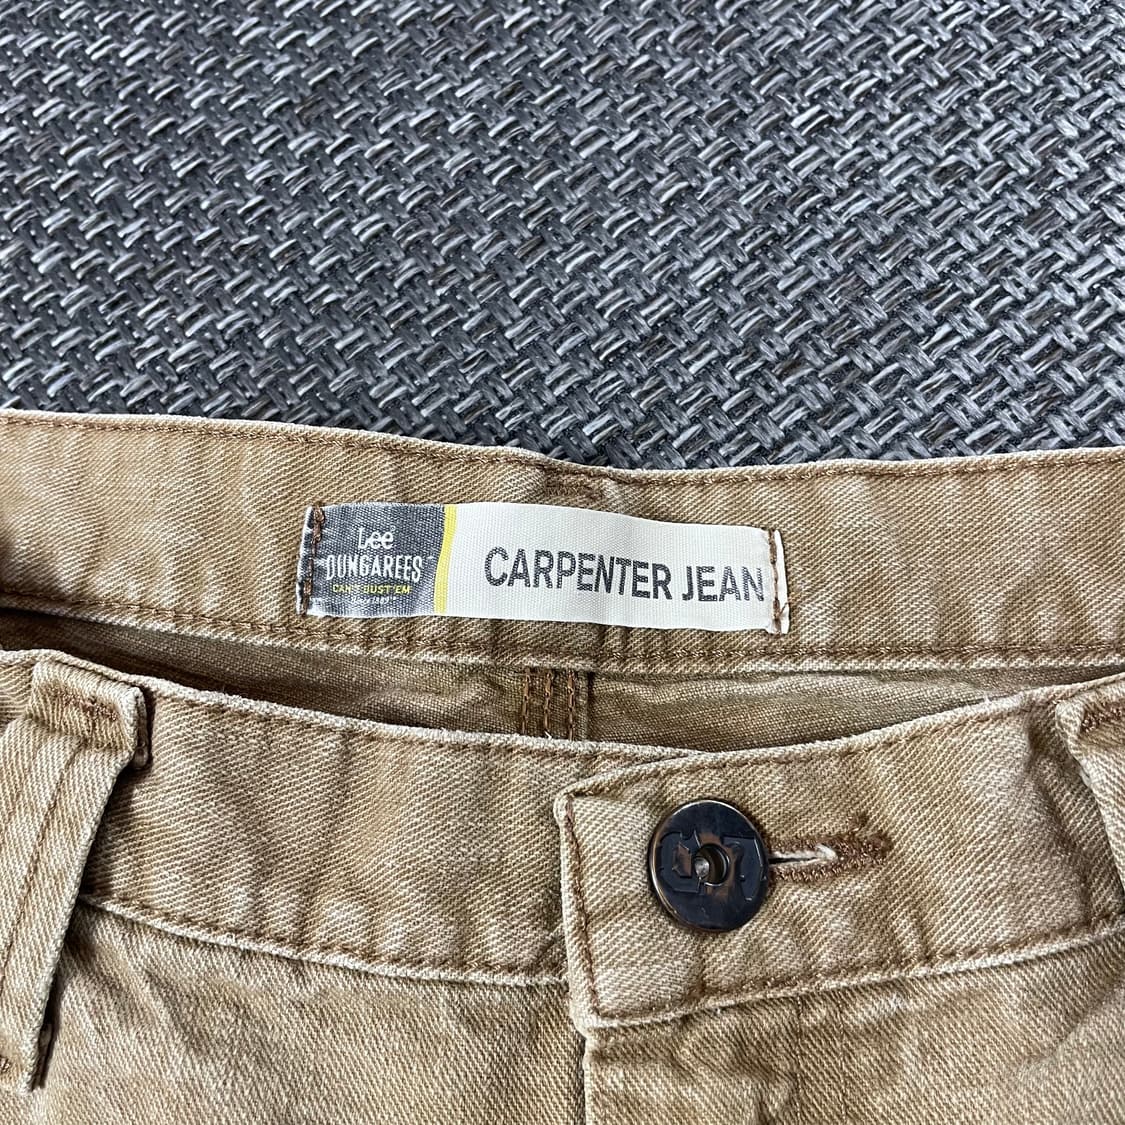 Lee
DUNGAREES
CAN'T BUST 'EM
CARPENTER JEAN